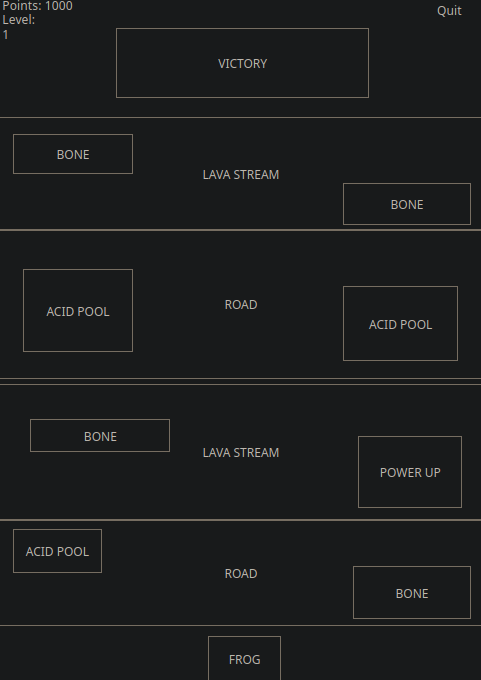 Points: 1000
Quit
Level:
1
VICTORY
BONE
LAVA STREAM
BONE
ACID POOL
ROAD
ACID POOL
BONE
LAVA STREAM
POWER UP
ACID POOL
ROAD
BONE
FROG